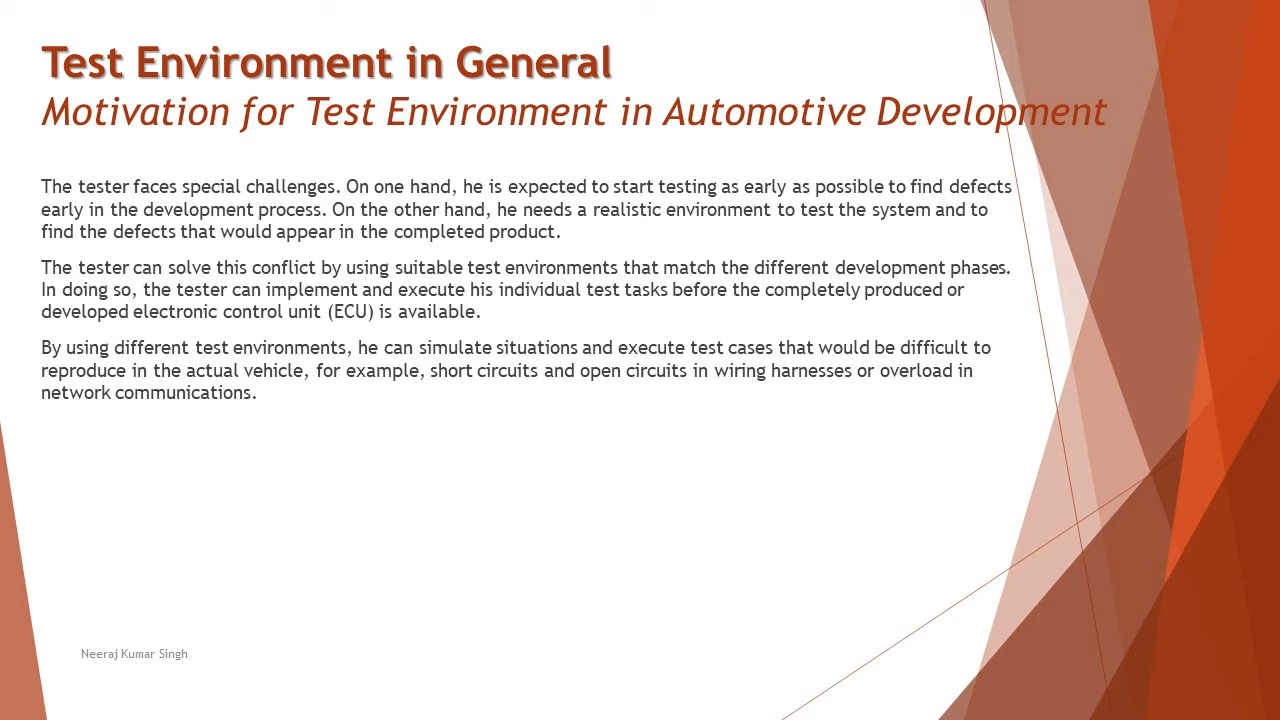 Test Environment in General
Motivation for Test Environment in Automotive Development
The tester faces special challenges. On one hand, he is expected to start testing as early as possible to find defects
early in the development process. On the other hand, he needs a realistic environment to test the system and to
find the defects that would appear in the completed product.
The tester can solve this conflict by using suitable test environments that match the different development phases.
In doing so, the tester can implement and execute his individual test tasks before the completely produced or
developed electronic control unit (ECU) is available.
By using different test environments, he can simulate situations and execute test cases that would be difficult to
reproduce in the actual vehicle, for example, short circuits and open circuits in wiring harnesses or overload in
network communications.
Neeraj Kumar Singh